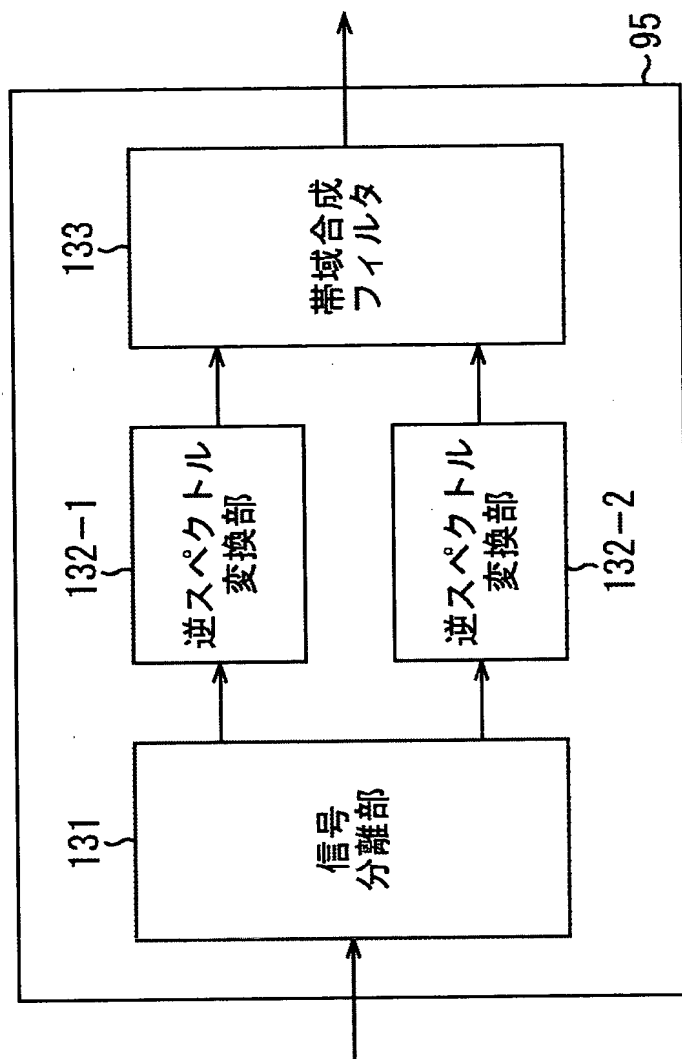 131
信号
分離部
132-1
逆スペクトル
変換部
132-2
逆スペクトル
変換部
133
帯域合成
フィルタ
95